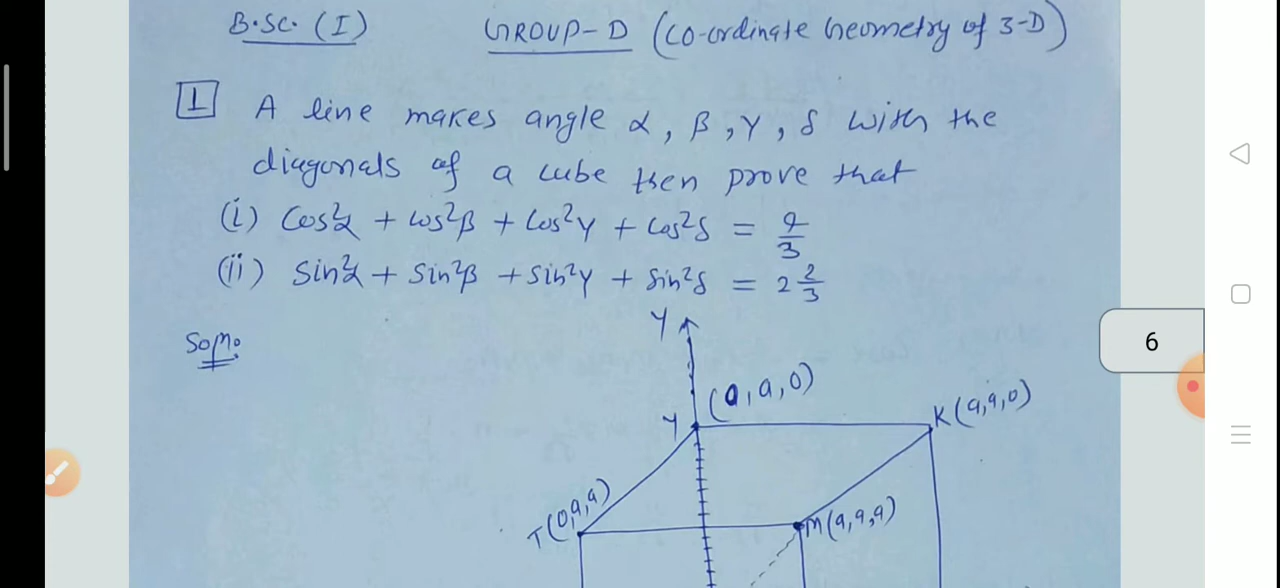 B.Sc. (I) GROUP-D (Co-ordinate Geometry of 3-D)
1 A line makes angle α, β, γ, δ with the
diagonals of a cube then prove that
(i) Cos²α + Cos²β + Cos²γ + Cos²δ = 4/3
(ii) Sin²α + Sin²β + Sin²γ + Sin²δ = 2 2/3
Soln.
Y
(0,a,0)
Y
K(a,a,0)
T(0,a,a)
M(a,a,a)
6